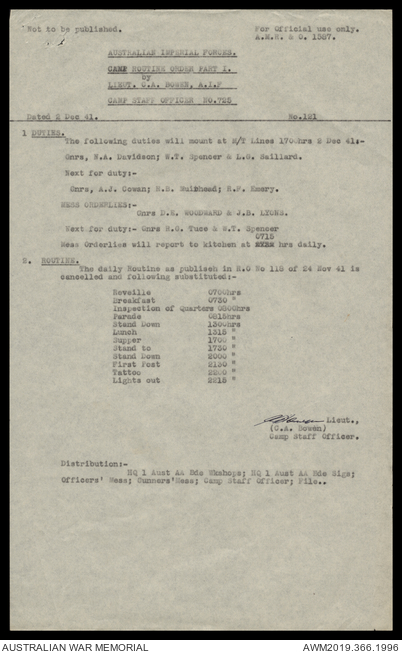 Not to be published.
For Official use only.
A.M.R. & O. 1587.
AUSTRALIAN IMPERIAL FORCES.
CAMP ROUTINE ORDER PART I.
by
LIEUT. C.A. BOWEN, A.I.F
CAMP STAFF OFFICER NO.725
Dated 2 Dec 41.
No.121
1 DUTIES.
The following duties will mount at M/T Lines 1700hrs 2 Dec 41:-
Gnrs, N.A. Davidson; W.T. Spencer & L.G. Saillard.
Next for duty:-
Gnrs, A.J. Cowan; M.B. Muirhead; R.F. Emery.
MESS ORDERLIES:-
Gnrs D.R. WOODWARD & J.B. LYONS.
Next for duty:- Gnrs R.G. Tuce & W.T. Spencer
0715
Mess Orderlies will report to kitchen at hrs daily.
2. ROUTINE.
The daily Routine as publiseh in R.O No 115 of 24 Nov 41 is
cancelled and following substituted:-
Reveille 0700hrs
Breakfast 0730 "
Inspection of Quarters 0800hrs
Parade 0815hrs
Stand Down 1300hrs
Lunch 1315 "
Supper 1700 "
Stand to 1730 "
Stand Down 2000 "
First Post 2130 "
Tattoo 2200 "
Lights out 2215 "
Lieut.,
(C.A. Bowen)
Camp Staff Officer.
Distribution:-
HQ 1 Aust AA Bde Wkshops; HQ 1 Aust AA Bde Sigs;
Officers' Mess; Gunners'Mess; Camp Staff Officer; File..
AUSTRALIAN WAR MEMORIAL
AWM2019.366.1996